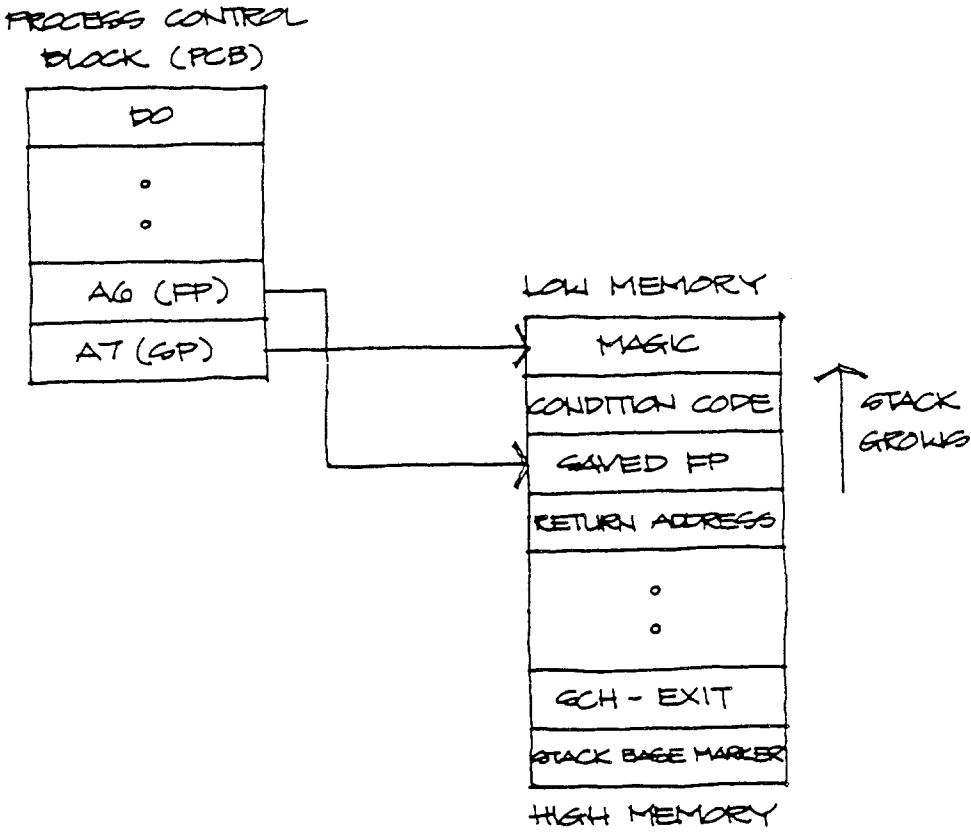 PROCESS CONTROL
BLOCK (PCB)
D0
A6 (FP)
A7 (SP)
LOW MEMORY
MAGIC
CONDITION CODE
SAVED FP
RETURN ADDRESS
SCH - EXIT
STACK BASE MARKER
HIGH MEMORY
STACK
GROWS